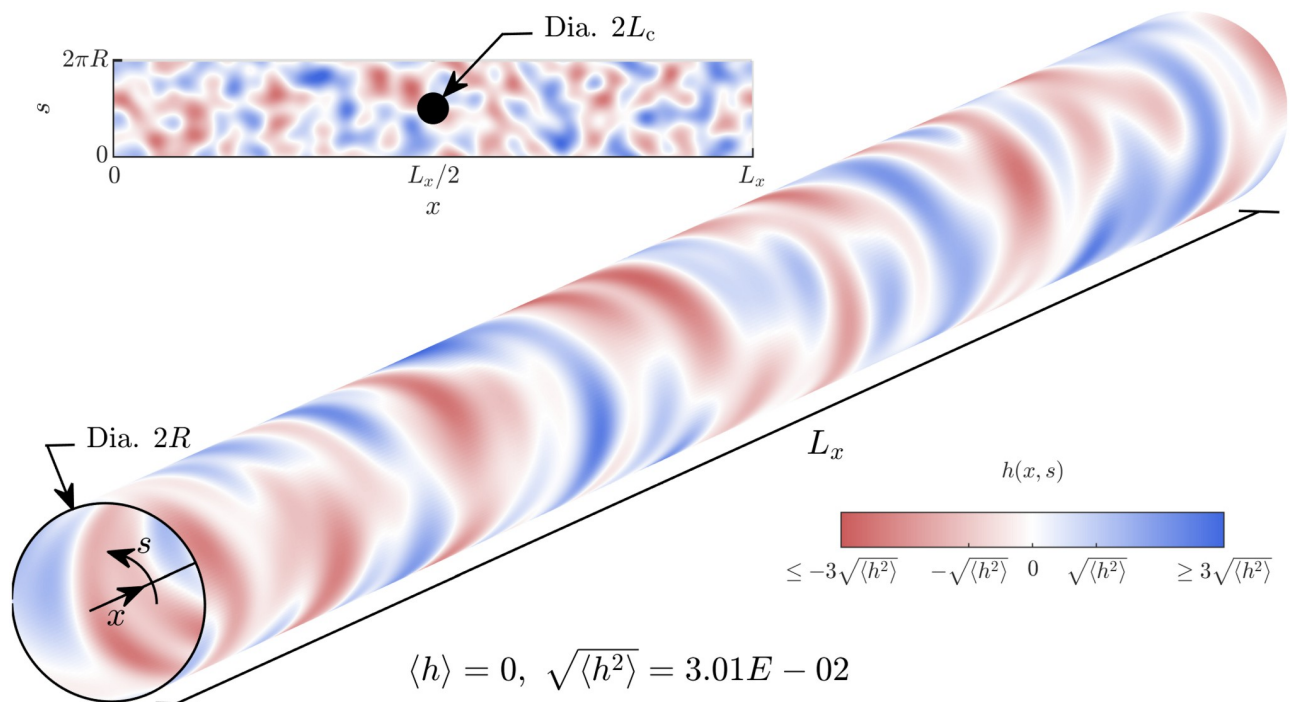 Dia. 2L_c
2πR
s
0
0 L_x/2 L_x
x
Dia. 2R
s
x
L_x
h(x, s)
≤ −3√⟨h²⟩ −√⟨h²⟩ 0 √⟨h²⟩ ≥ 3√⟨h²⟩
⟨h⟩ = 0, √⟨h²⟩ = 3.01E − 02